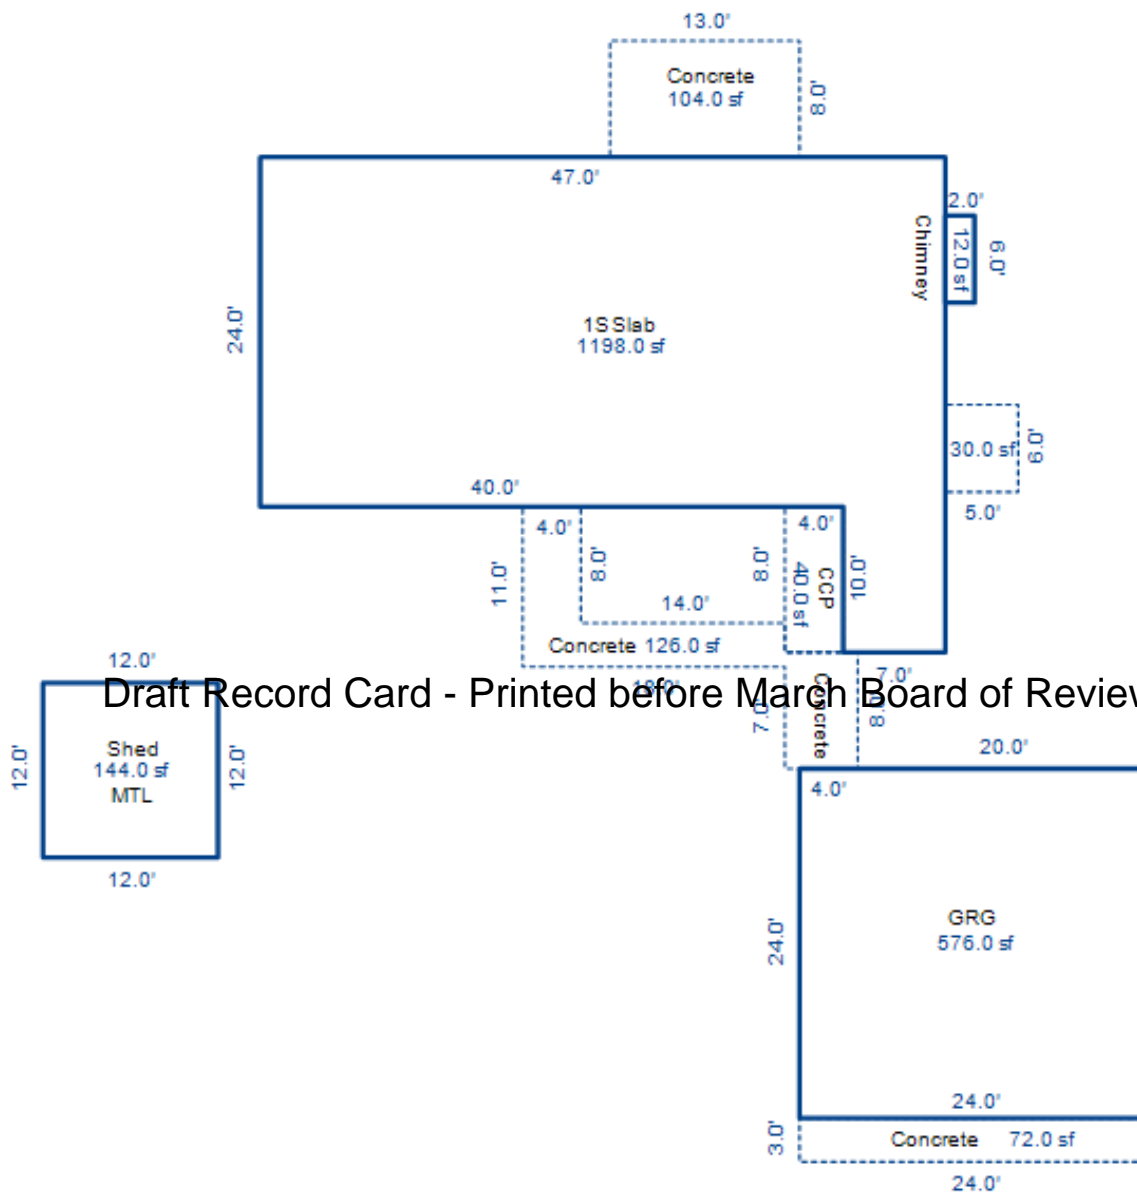 13.0'
Concrete
104.0 sf
8.0'
47.0'
2.0'
Chimney
12.0 sf
6.0'
24.0'
1S Slab
1198.0 sf
30.0 sf
6.0'
5.0'
40.0'
4.0'
4.0'
11.0'
8.0'
8.0'
CCP
40.0 sf
10.0'
14.0'
Concrete 126.0 sf
18.0'
12.0'
7.0'
Draft Record Card - Printed before March Board of Review
7.0'
Concrete
8.0'
20.0'
12.0'
Shed
144.0 sf
MTL
12.0'
4.0'
12.0'
24.0'
GRG
576.0 sf
24.0'
3.0'
Concrete 72.0 sf
24.0'